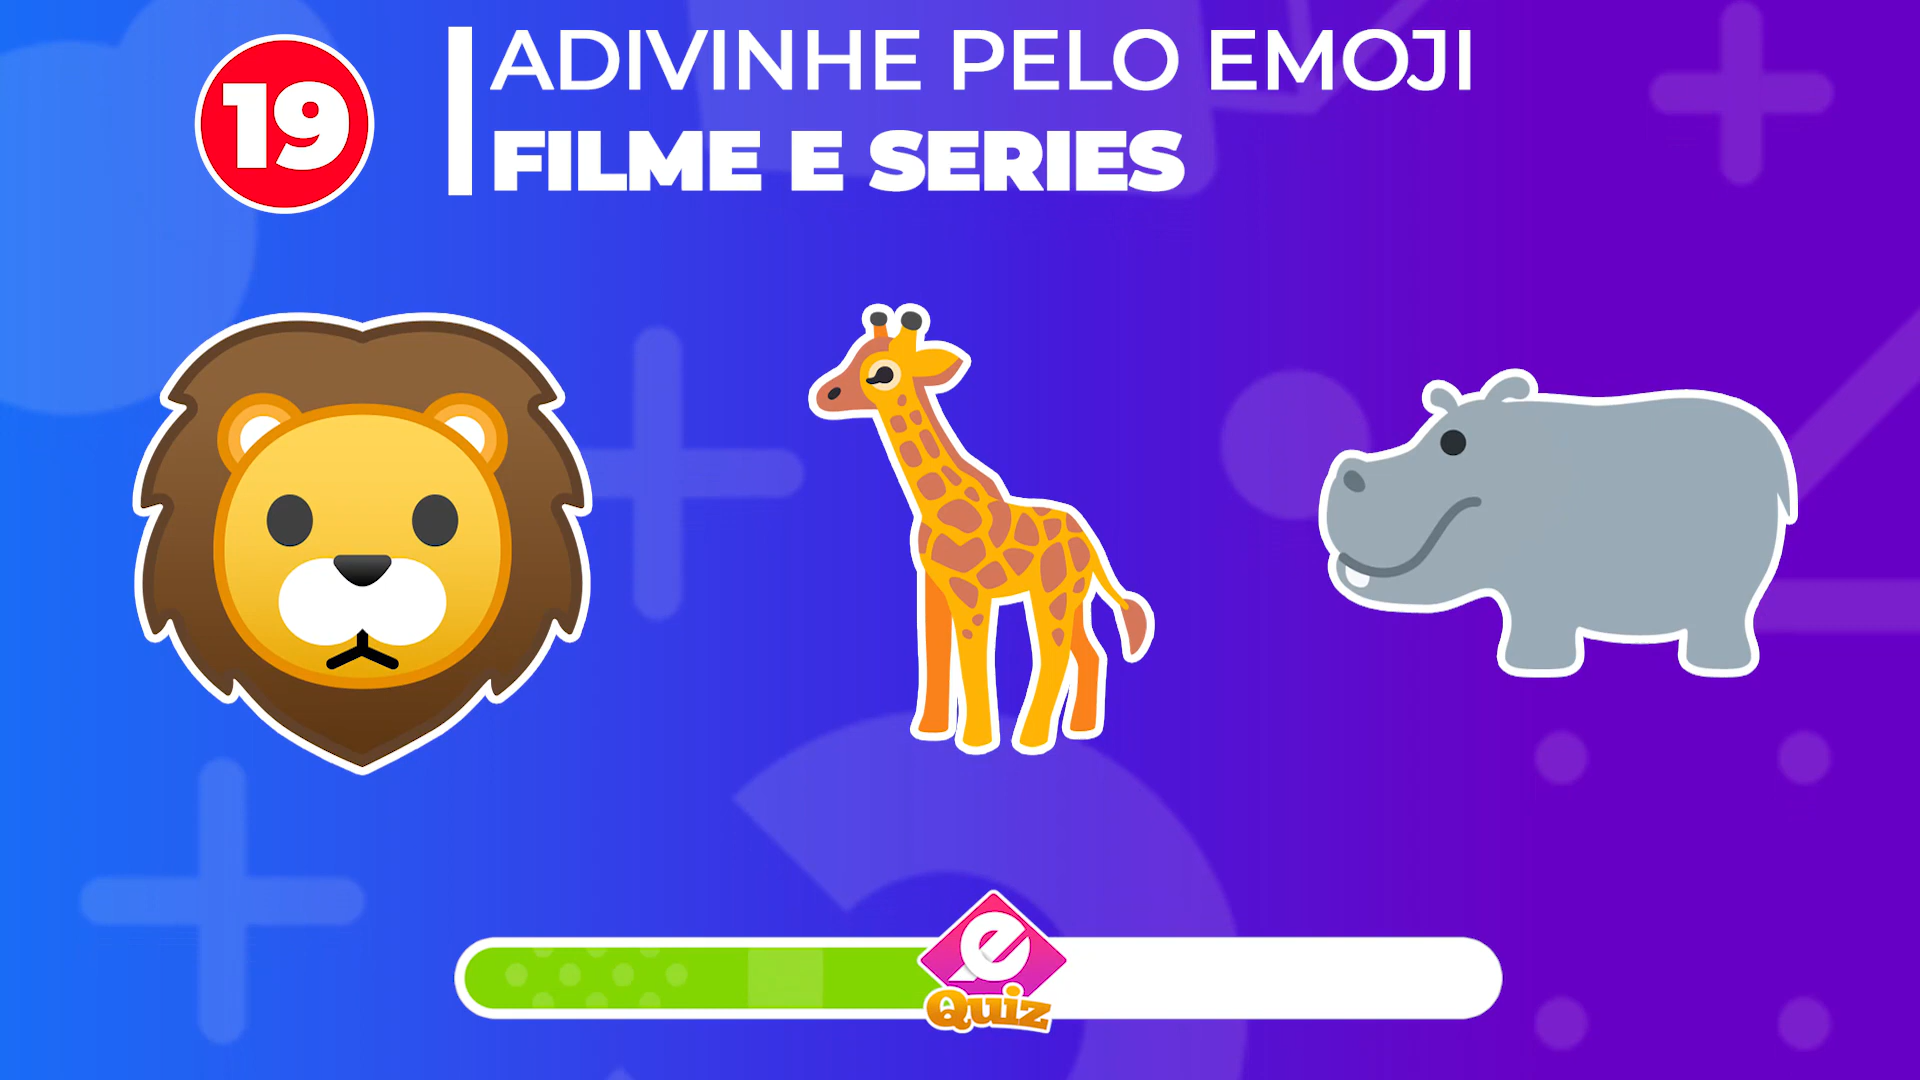 19
ADIVINHE PELO EMOJI
FILME E SERIES
e
Quiz